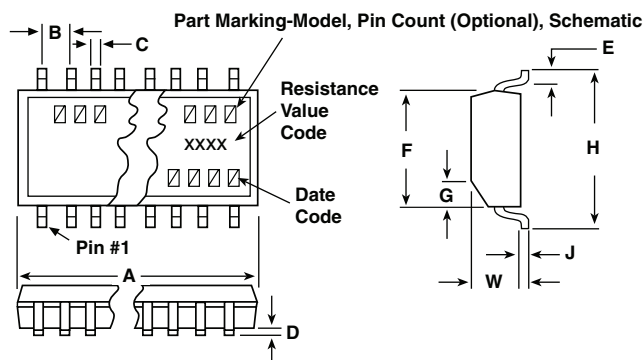 Part Marking-Model, Pin Count (Optional), Schematic
B
C
E
Resistance
Value
Code
XXXX
F
H
G
Date
Code
Pin #1
A
J
W
D